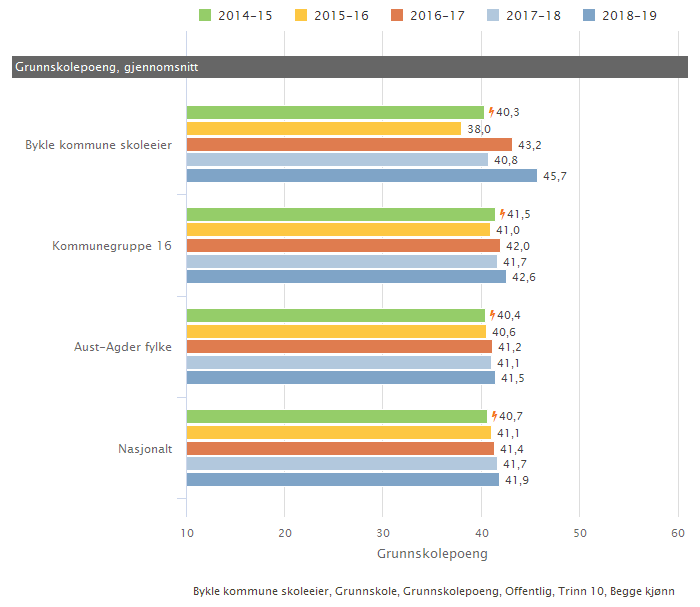 2014-15 2015-16 2016-17 2017-18 2018-19
Grunnskolepoeng, gjennomsnitt
40,3
38,0
Bykle kommune skoleeier 43,2
40,8
45,7
41,5
41,0
Kommunegruppe 16 42,0
41,7
42,6
40,4
40,6
Aust-Agder fylke 41,2
41,1
41,5
40,7
41,1
Nasjonalt 41,4
41,7
41,9
10 20 30 40 50 60
Grunnskolepoeng
Bykle kommune skoleeier, Grunnskole, Grunnskolepoeng, Offentlig, Trinn 10, Begge kjønn